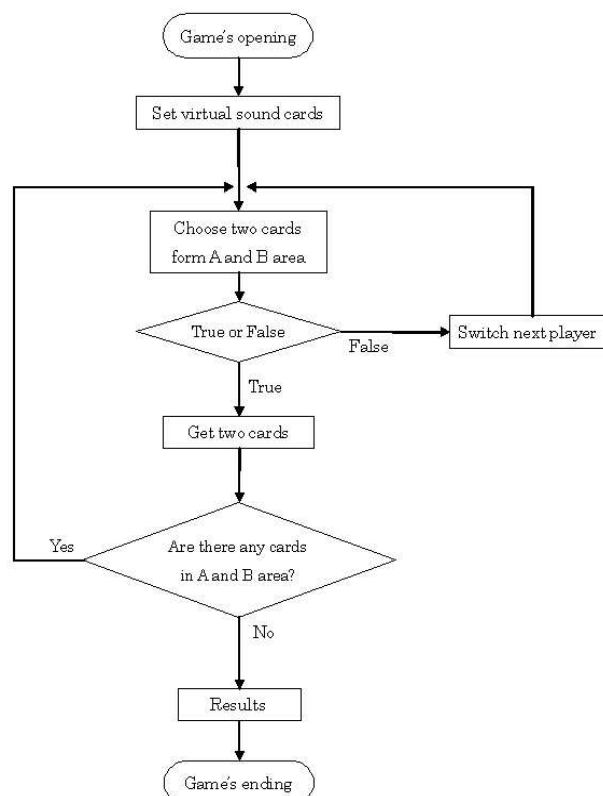 Game's opening
Set virtual sound cards
Choose two cards
form A and B area
True or False
False
Switch next player
True
Get two cards
Yes
Are there any cards
in A and B area?
No
Results
Game's ending